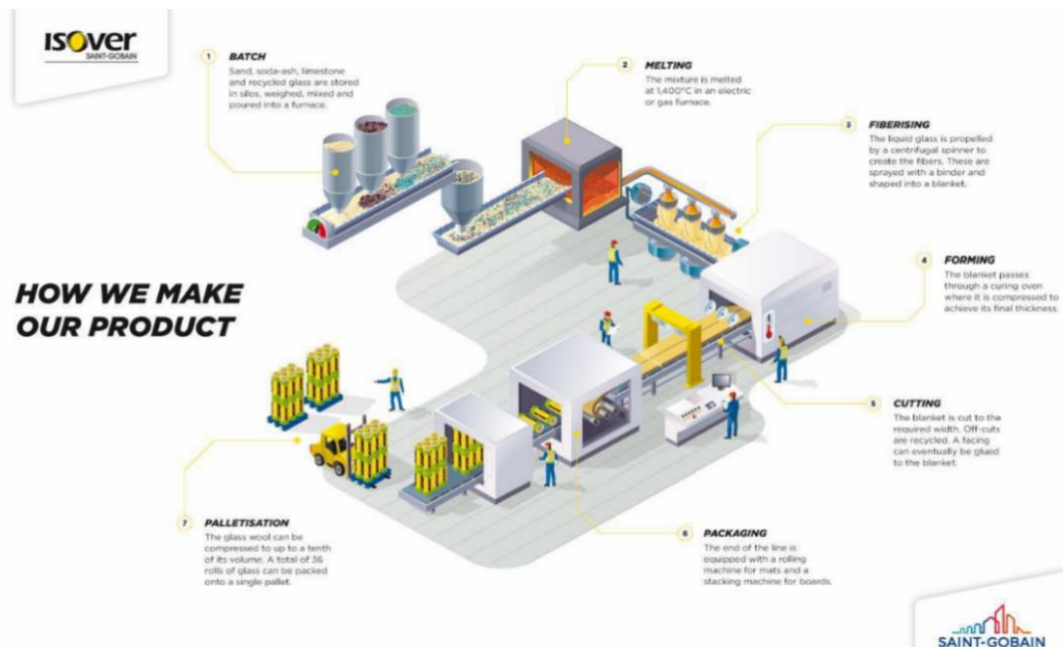 ISOVER
SAINT-GOBAIN
1
BATCH
Sand, soda-ash, limestone
and recycled glass are stored
in silos, weighed, mixed and
poured into a furnace.
2
MELTING
The mixture is melted
at 1,400°C in an electric
or gas furnace.
3
FIBERISING
The liquid glass is propelled
by a centrifugal spinner to
create the fibers. These are
sprayed with a binder and
shaped into a blanket.
HOW WE MAKE
OUR PRODUCT
4
FORMING
The blanket passes
through a curing oven
where it is compressed to
achieve its final thickness.
5
CUTTING
The blanket is cut to the
required width. Off-cuts
are recycled. A facing
can eventually be glued
to the blanket.
6
PACKAGING
The end of the line is
equipped with a rolling
machine for mats and a
stacking machine for boards.
7
PALLETISATION
The glass wool can be
compressed to up to a tenth
of its volume. A total of 36
rolls of glass can be packed
onto a single pallet.
SAINT-GOBAIN